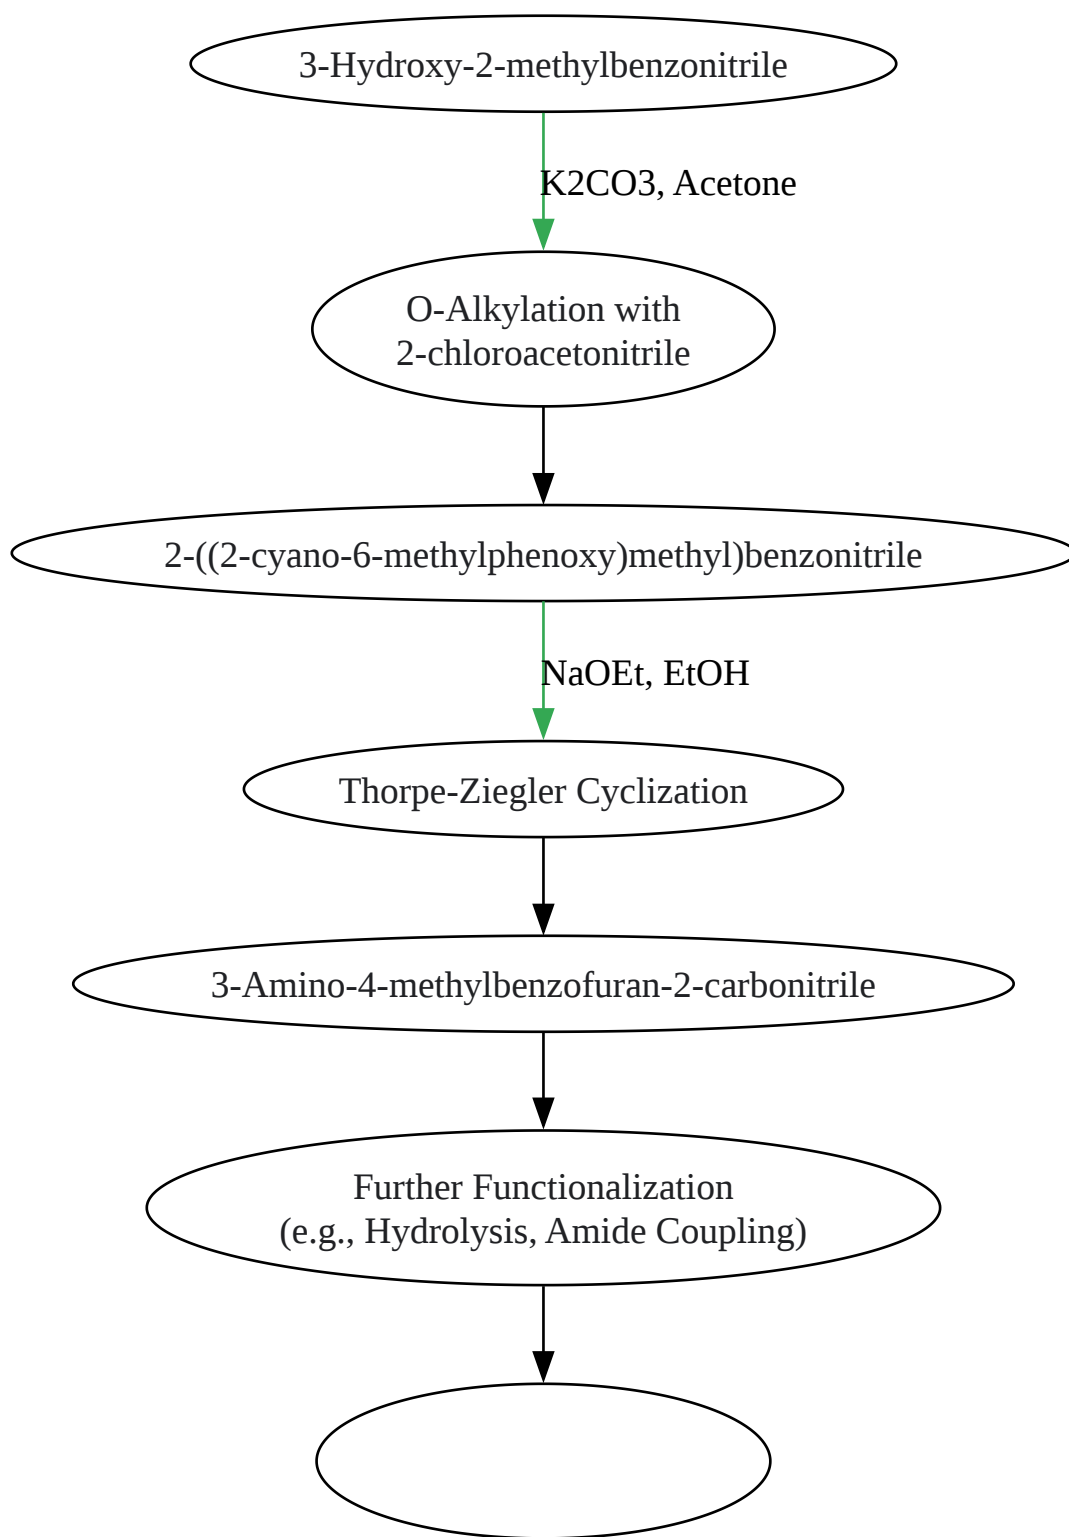 3-Hydroxy-2-methylbenzonitrile
K2CO3, Acetone
O-Alkylation with
2-chloroacetonitrile
2-((2-cyano-6-methylphenoxy)methyl)benzonitrile
NaOEt, EtOH
Thorpe-Ziegler Cyclization
3-Amino-4-methylbenzofuran-2-carbonitrile
Further Functionalization
(e.g., Hydrolysis, Amide Coupling)